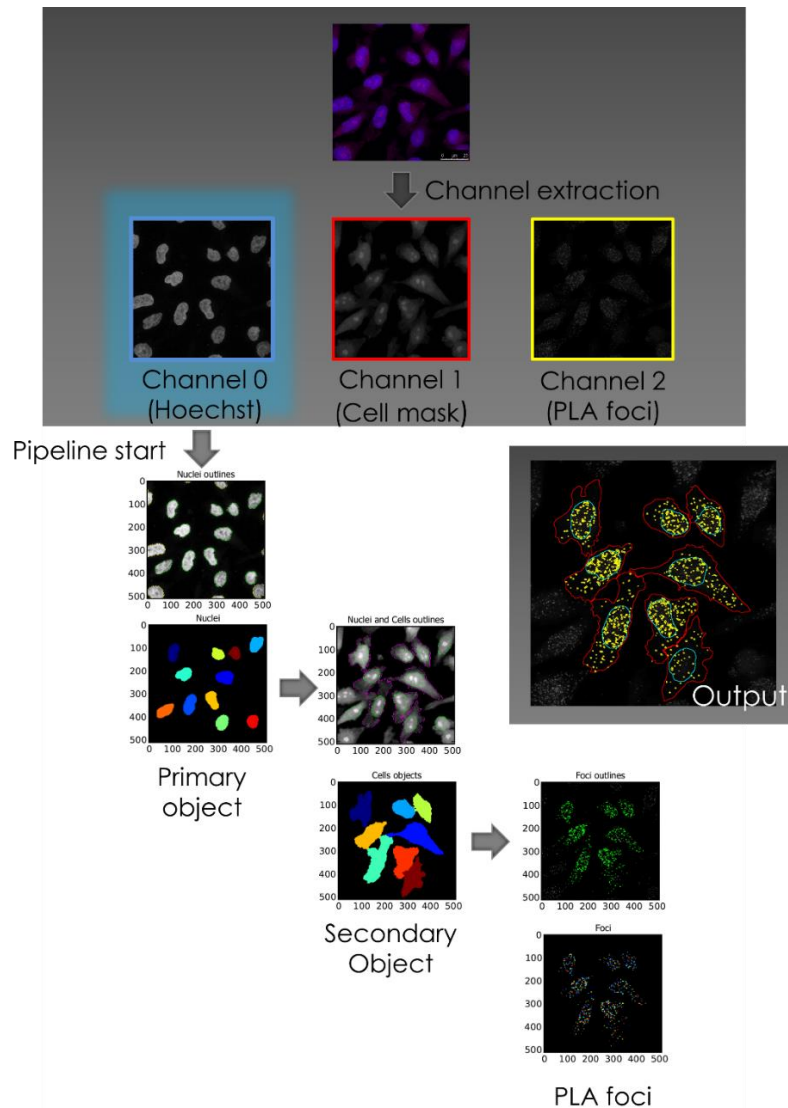 Channel extraction
Channel 0
(Hoechst)
Channel 1
(Cell mask)
Channel 2
(PLA foci)
Pipeline start
Nuclei outlines
0
100
200
300
400
500
0 100 200 300 400 500
Nuclei
0
100
200
300
400
500
0 100 200 300 400 500
Primary
object
Nuclei and Cells outlines
0
100
200
300
400
500
0 100 200 300 400 500
Cells objects
0
100
200
300
400
500
0 100 200 300 400 500
Secondary
Object
Output
Foci outlines
0
100
200
300
400
500
0 100 200 300 400 500
Foci
0
100
200
300
400
500
0 100 200 300 400 500
PLA foci